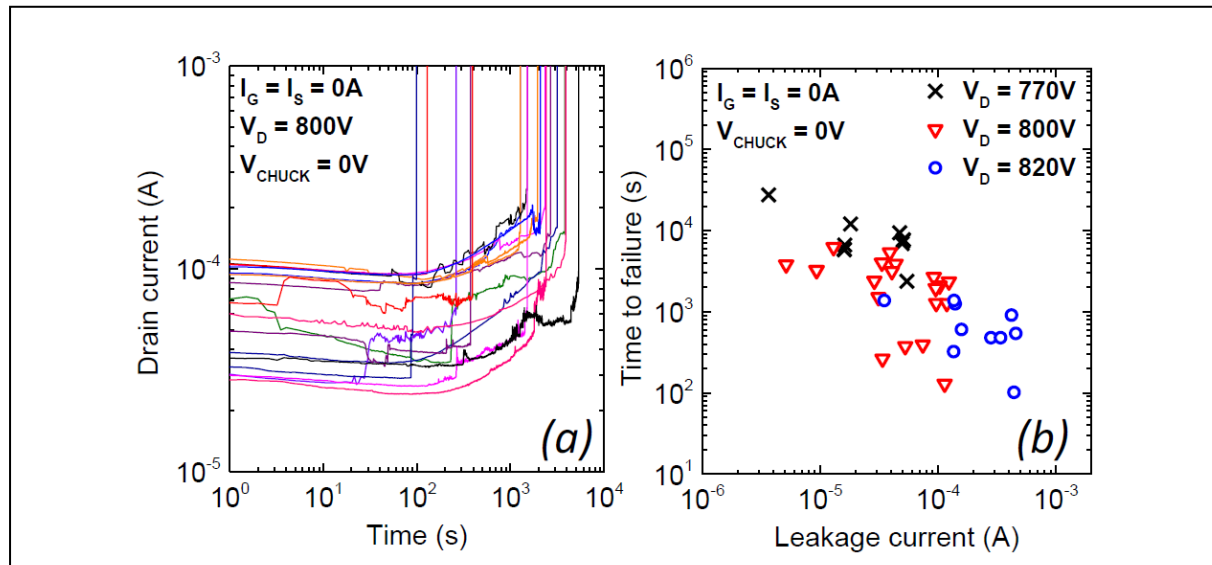 10^-3
10^-4
10^-5
Drain current (A)
I_G = I_S = 0A
V_D = 800V
V_CHUCK = 0V
(a)
10^0 10^1 10^2 10^3 10^4
Time (s)
10^6
10^5
10^4
10^3
10^2
10^1
Time to failure (s)
I_G = I_S = 0A
V_CHUCK = 0V
V_D = 770V
V_D = 800V
V_D = 820V
(b)
10^-6 10^-5 10^-4 10^-3
Leakage current (A)